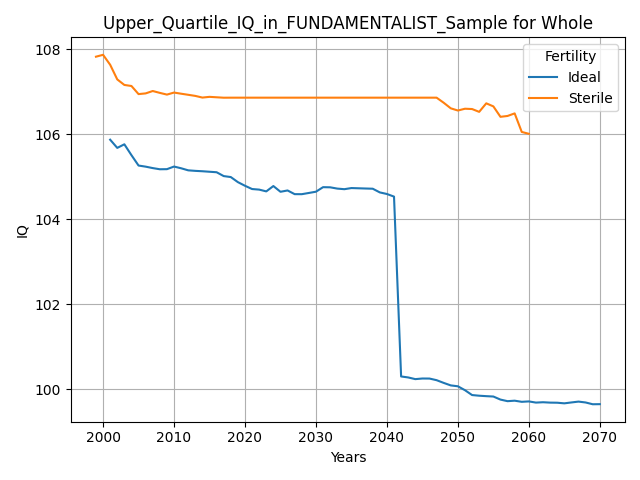 Upper_Quartile_IQ_in_FUNDAMENTALIST_Sample for Whole
Fertility
Ideal
Sterile
IQ
108
106
104
102
100
2000
2010
2020
2030
2040
2050
2060
2070
Years